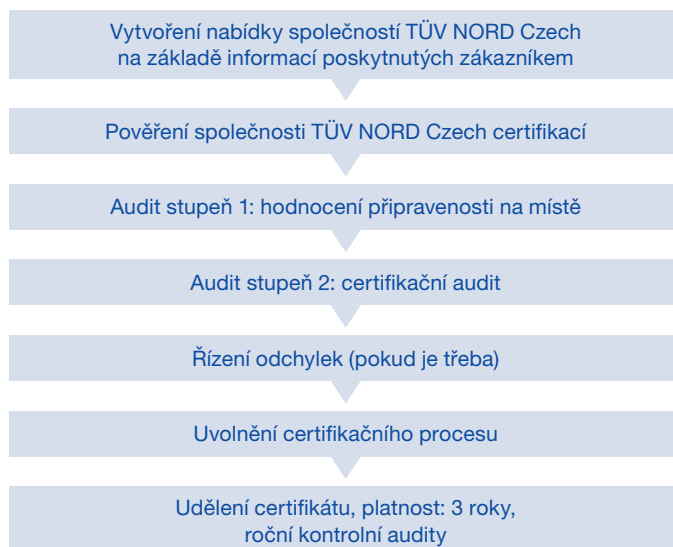 Vytvoření nabídky společností TÜV NORD Czech
na základě informací poskytnutých zákazníkem
Pověření společnosti TÜV NORD Czech certifikací
Audit stupeň 1: hodnocení připravenosti na místě
Audit stupeň 2: certifikační audit
Řízení odchylek (pokud je třeba)
Uvolnění certifikačního procesu
Udělení certifikátu, platnost: 3 roky,
roční kontrolní audity